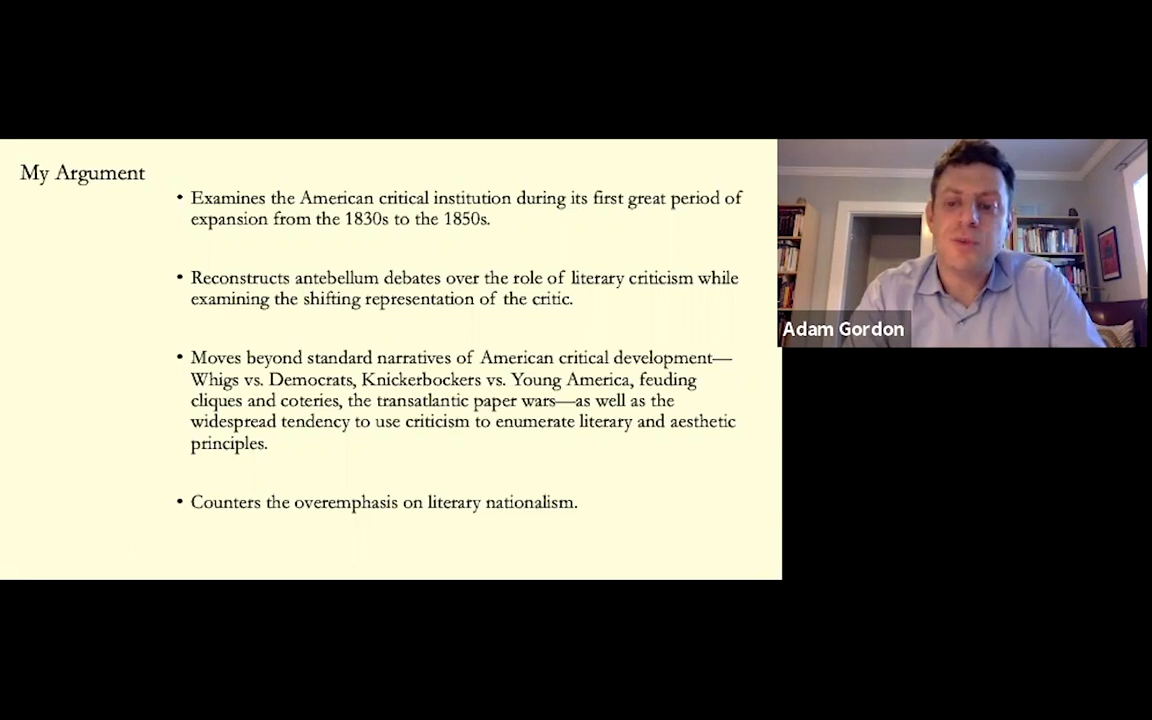 My Argument
• Examines the American critical institution during its first great period of
expansion from the 1830s to the 1850s.
• Reconstructs antebellum debates over the role of literary criticism while
examining the shifting representation of the critic.
• Moves beyond standard narratives of American critical development—
Whigs vs. Democrats, Knickerbockers vs. Young America, feuding
cliques and coteries, the transatlantic paper wars—as well as the
widespread tendency to use criticism to enumerate literary and aesthetic
principles.
• Counters the overemphasis on literary nationalism.
Adam Gordon